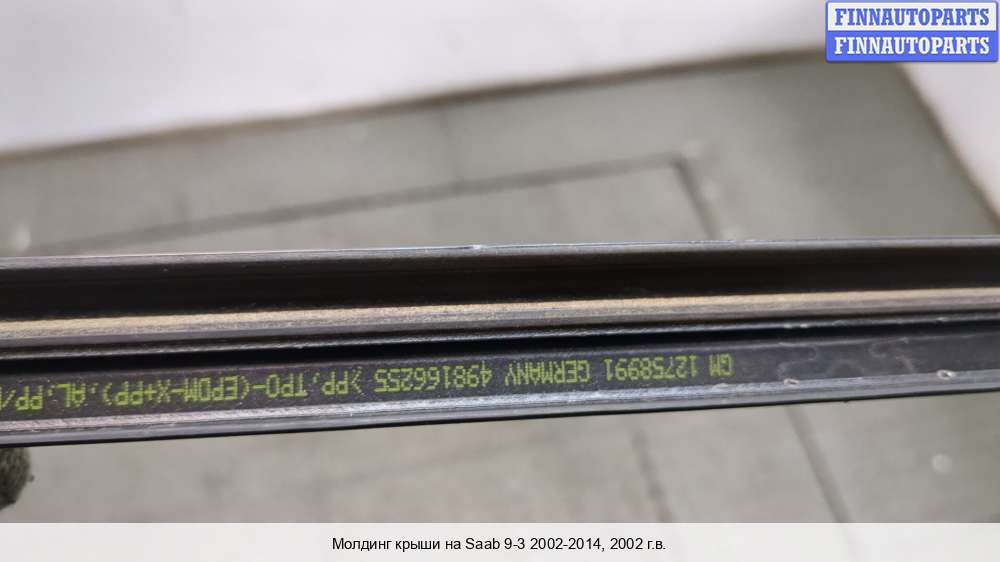 FINNAUTOPARTS
FINNAUTOPARTS
GM 12758991 GERMANY 498166255 >PP,TPO-(EPDM-X+PP),AL,PP/
Молдинг крыши на Saab 9-3 2002-2014, 2002 г.в.